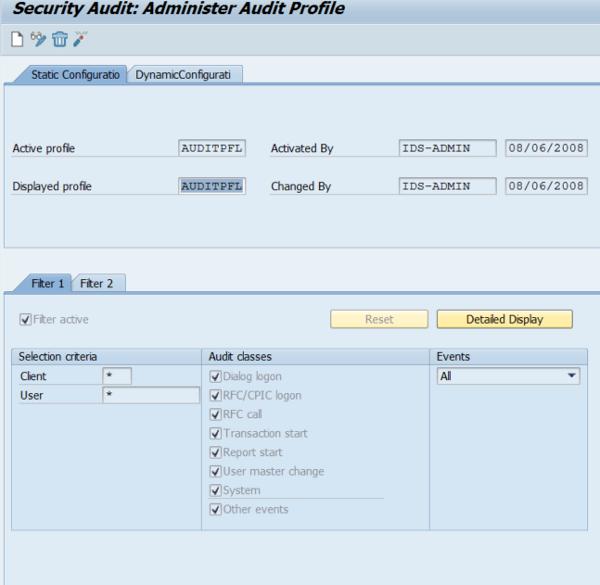 Security Audit: Administer Audit Profile
Static Configuratio DynamicConfigurati
Active profile AUDITPFL Activated By IDS-ADMIN 08/06/2008
Displayed profile AUDITPFL Changed By IDS-ADMIN 08/06/2008
Filter 1 Filter 2
Filter active Reset Detailed Display
Selection criteria Audit classes Events
Client * Dialog logon All
User * RFC/CPIC logon
RFC call
Transaction start
Report start
User master change
System
Other events